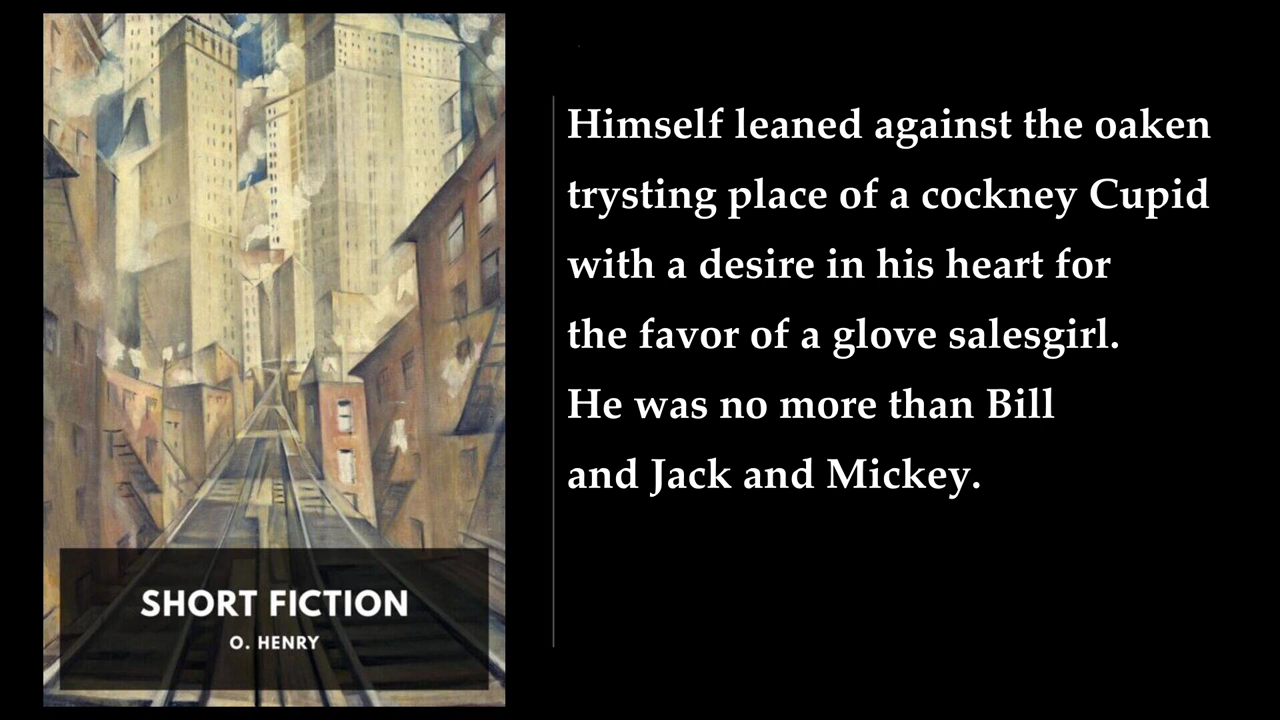 Himself leaned against the oaken
trysting place of a cockney Cupid
with a desire in his heart for
the favor of a glove salesgirl.
He was no more than Bill
and Jack and Mickey.
SHORT FICTION
O. HENRY